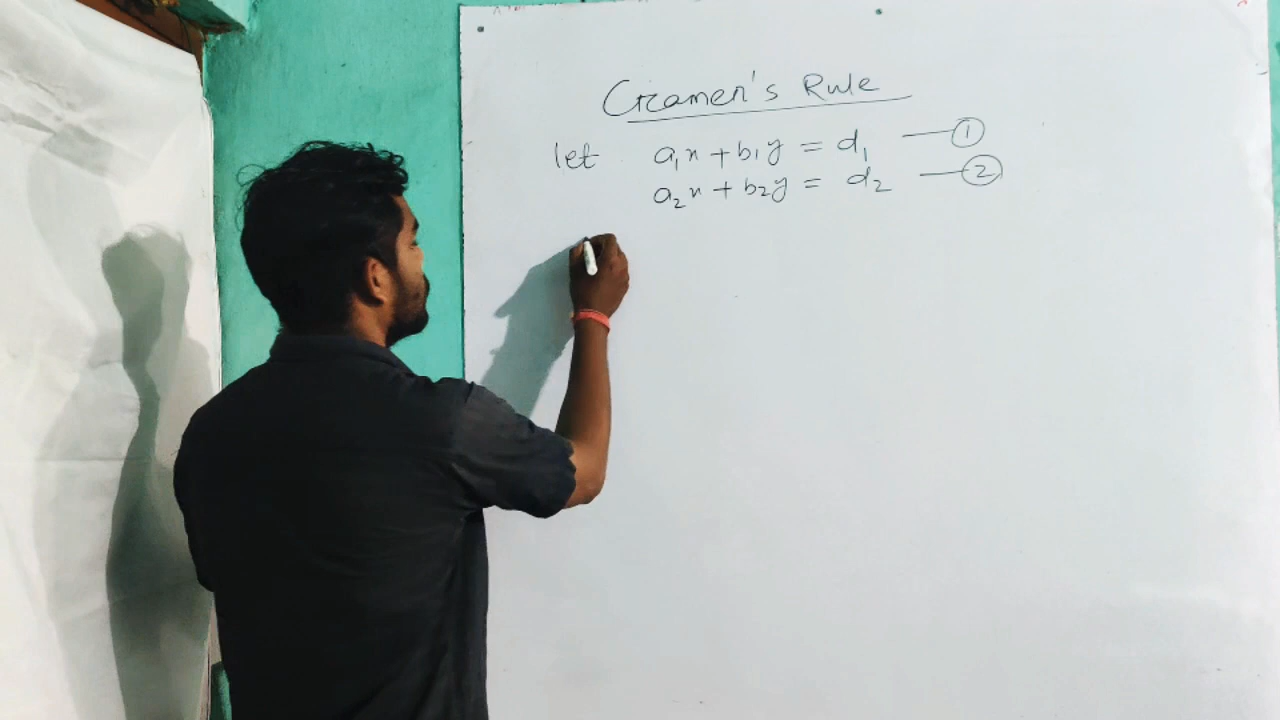 Cramer's Rule
let a₁x + b₁y = d₁ —①
a₂x + b₂y = d₂ —②